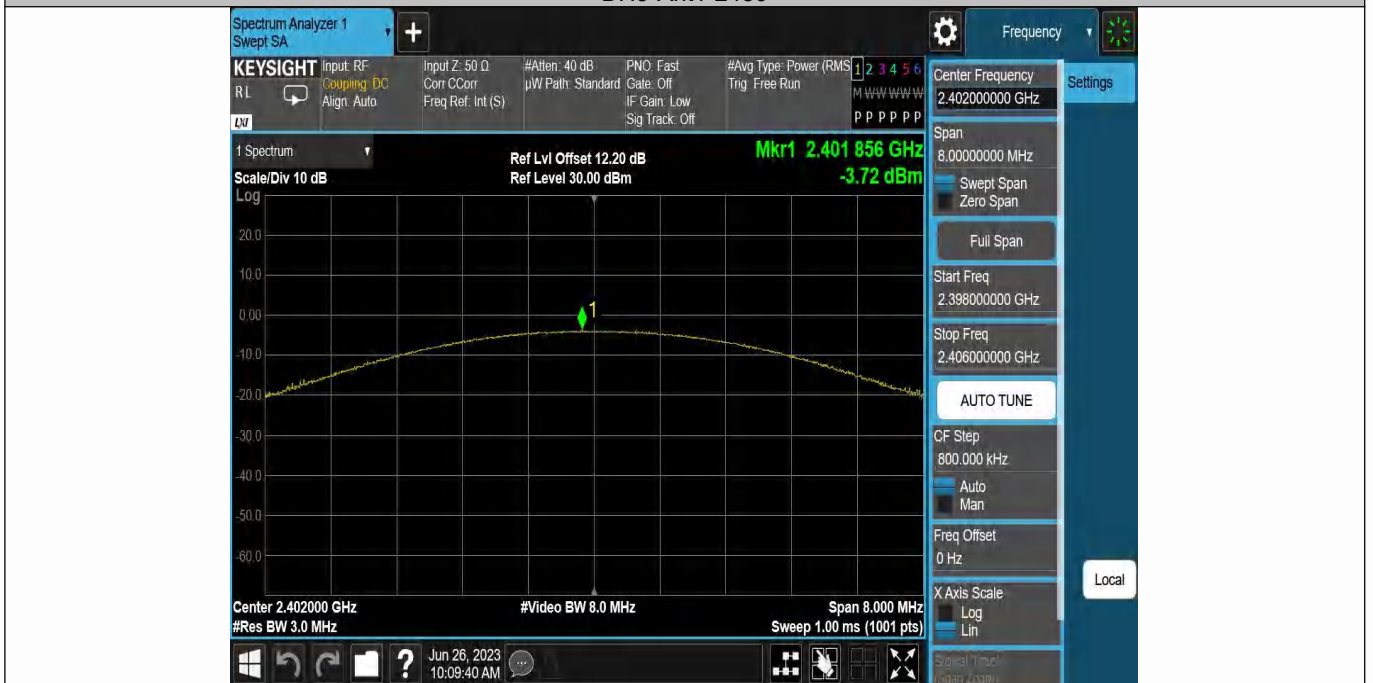 Spectrum Analyzer 1
Swept SA
+
Frequency
KEYSIGHT
RL
LXI
Input: RF
Coupling: DC
Align: Auto
Input Z: 50 Ω
Corr CCorr
Freq Ref: Int (S)
#Atten: 40 dB
µW Path: Standard
PNO: Fast
Gate: Off
IF Gain: Low
Sig Track: Off
#Avg Type: Power (RMS
Trig: Free Run
1 2 3 4 5 6
M W W W W W
P P P P P P
1 Spectrum
Scale/Div 10 dB
Log
Ref Lvl Offset 12.20 dB
Ref Level 30.00 dBm
Mkr1 2.401 856 GHz
-3.72 dBm
20.0
10.0
0.00
-10.0
-20.0
-30.0
-40.0
-50.0
-60.0
1
Center 2.402000 GHz
#Res BW 3.0 MHz
#Video BW 8.0 MHz
Span 8.000 MHz
Sweep 1.00 ms (1001 pts)
?
Jun 26, 2023
10:09:40 AM
Center Frequency
2.402000000 GHz
Settings
Span
8.00000000 MHz
Swept Span
Zero Span
Full Span
Start Freq
2.398000000 GHz
Stop Freq
2.406000000 GHz
AUTO TUNE
CF Step
800.000 kHz
Auto
Man
Freq Offset
0 Hz
Local
X Axis Scale
Log
Lin
Signal Track
(Span Zoom)